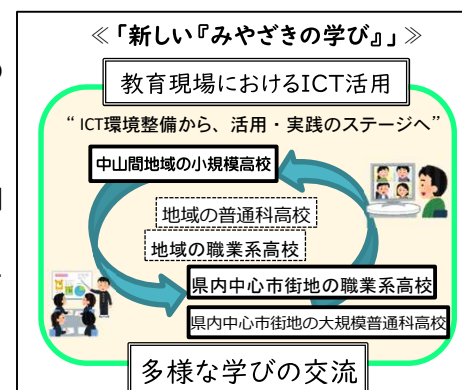 ≪「新しい『みやざきの学び』」≫
教育現場におけるICT活用
“ICT環境整備から、活用・実践のステージへ”
中山間地域の小規模高校
地域の普通科高校
地域の職業系高校
県内中心市街地の職業系高校
県内中心市街地の大規模普通科高校
多様な学びの交流